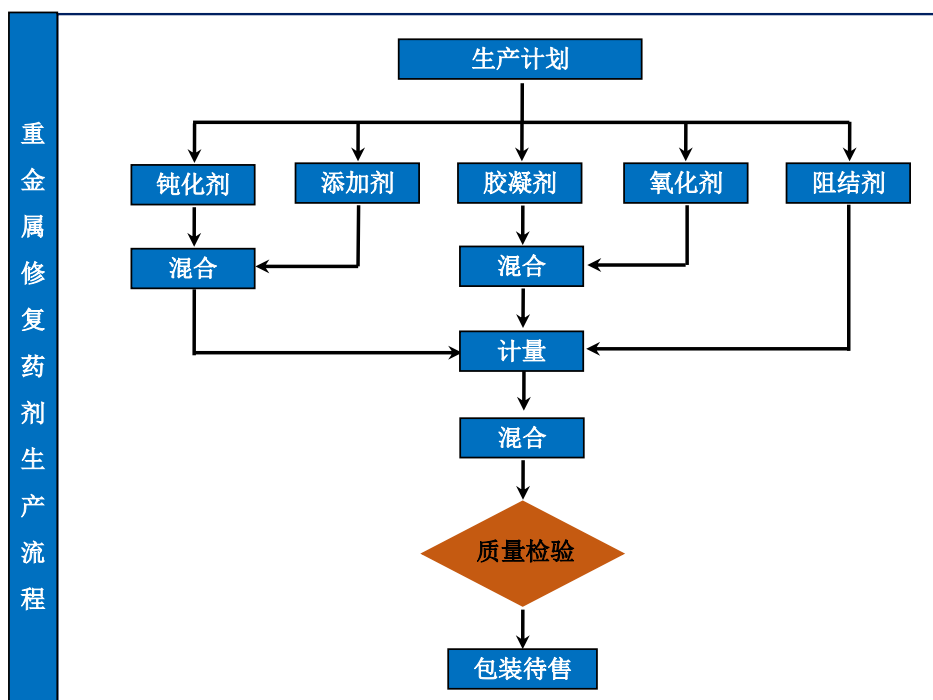 重金属修复药剂生产流程
生产计划
钝化剂
添加剂
胶凝剂
氧化剂
阻结剂
混合
混合
计量
混合
质量检验
包装待售